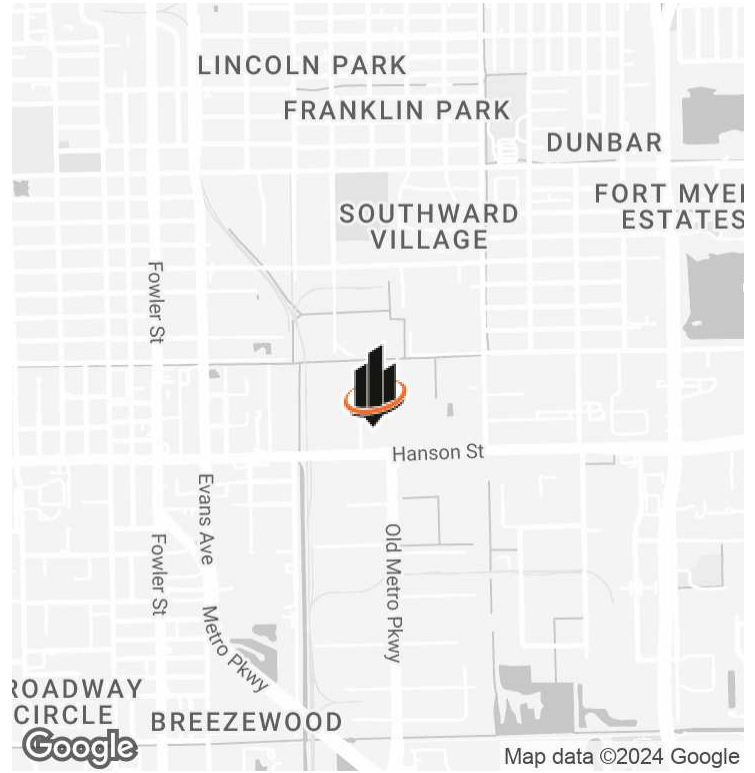 LINCOLN PARK
FRANKLIN PARK
DUNBAR
FORT MYE
ESTATES
SOUTHWARD
VILLAGE
Fowler St
Hanson St
Evans Ave
Fowler St
Old Metro Pkwy
Metro Pkwy
ROADWAY
CIRCLE
BREEZEWOOD
Google
Map data ©2024 Google